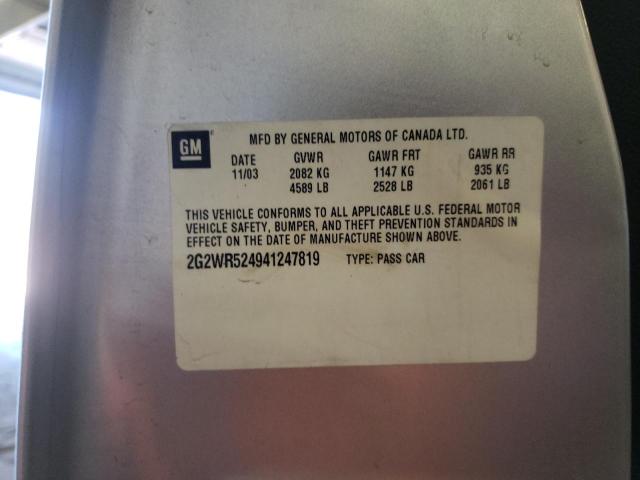 GM
MFD BY GENERAL MOTORS OF CANADA LTD.
DATE GVWR GAWR FRT GAWR RR
11/03 2082 KG 1147 KG 935 KG
4589 LB 2528 LB 2061 LB
THIS VEHICLE CONFORMS TO ALL APPLICABLE U.S. FEDERAL MOTOR
VEHICLE SAFETY, BUMPER, AND THEFT PREVENTION STANDARDS IN
EFFECT ON THE DATE OF MANUFACTURE SHOWN ABOVE.
2G2WR524941247819 TYPE: PASS CAR